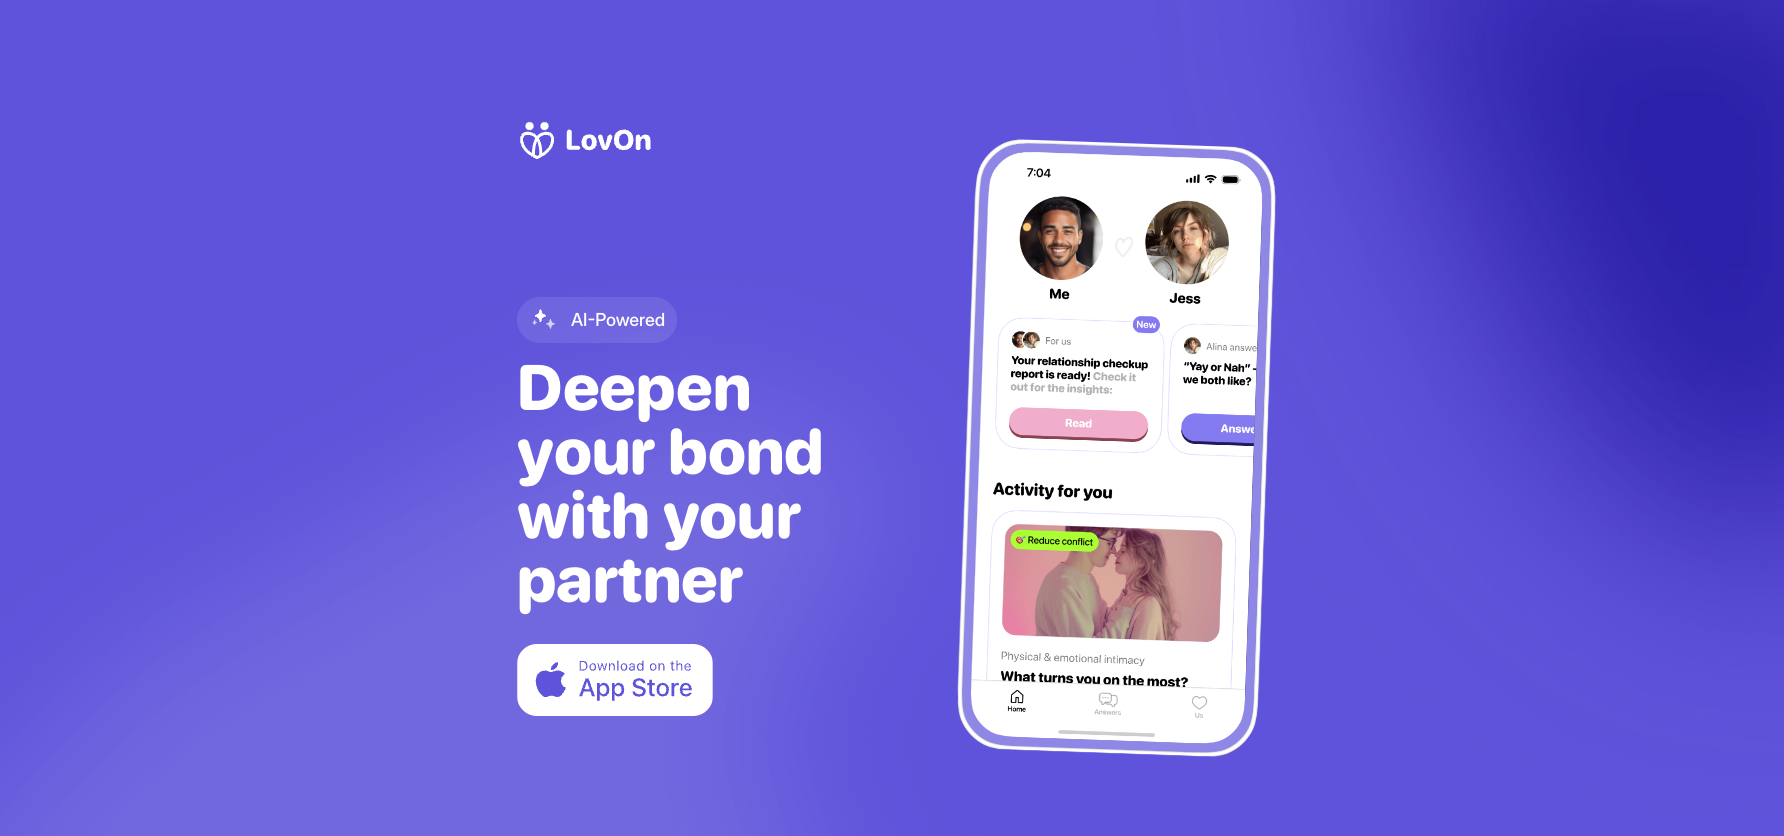 LovOn
AI-Powered
Deepen
your bond
with your
partner
Download on the
App Store
7:04
Me
Jess
New
For us
Your relationship checkup
report is ready! Check it
out for the insights:
Read
Alina answe
“Yay or Nah” -
we both like?
Answe
Activity for you
Reduce conflict
Physical & emotional intimacy
What turns you on the most?
Home
Answers
Us